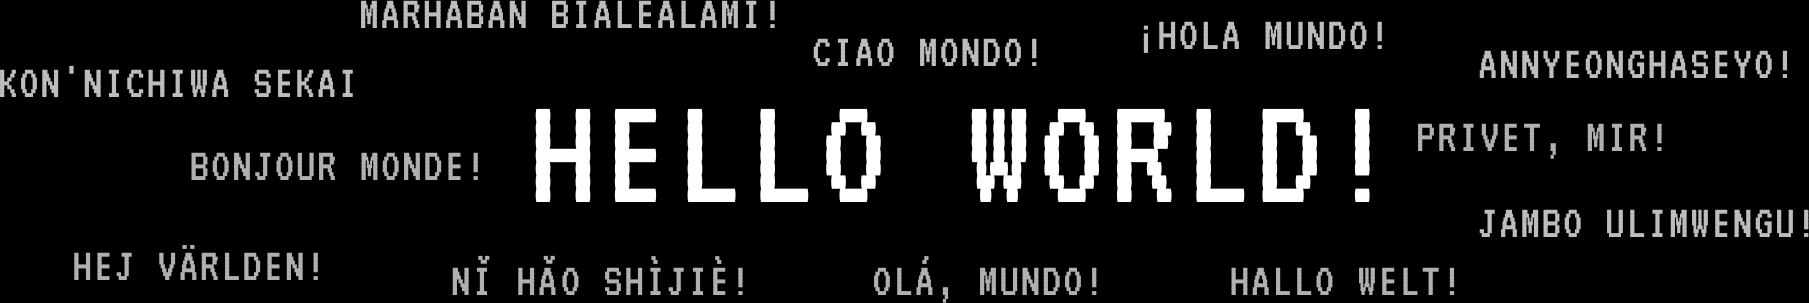 MARHABAN BIALEALAMI!
CIAO MONDO!
¡HOLA MUNDO!
ANNYEONGHASEYO!
KON'NICHIWA SEKAI
HELLO WORLD!
PRIVET, MIR!
BONJOUR MONDE!
JAMBO ULIMWENGU!
HEJ VÄRLDEN!
NǏ HǍO SHÌJIÈ!
OLÁ, MUNDO!
HALLO WELT!